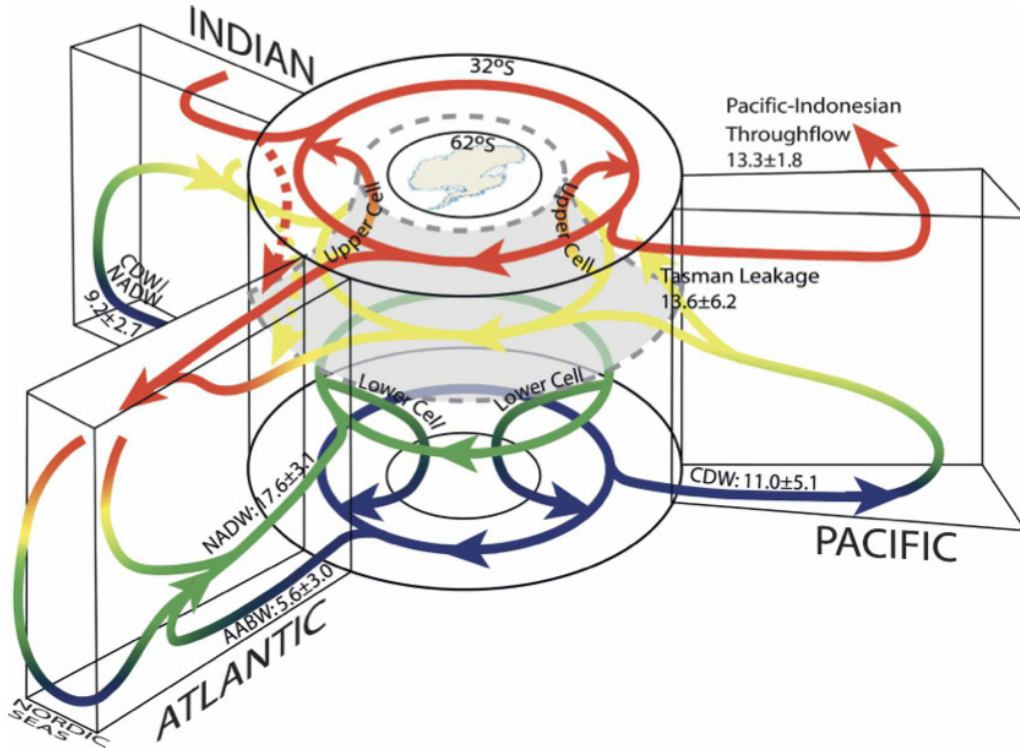 INDIAN
32⁰S
Pacific-Indonesian
Throughflow
13.3±1.8
62⁰S
Upper Cell
Upper Cell
CDW/
NADW
9.2±2.7
Tasman Leakage
13.6±6.2
Lower Cell
Lower Cell
CDW: 11.0±5.1
NADW: 17.6±3.1
PACIFIC
AABW: 5.6±3.0
ATLANTIC
NORDIC
SEAS